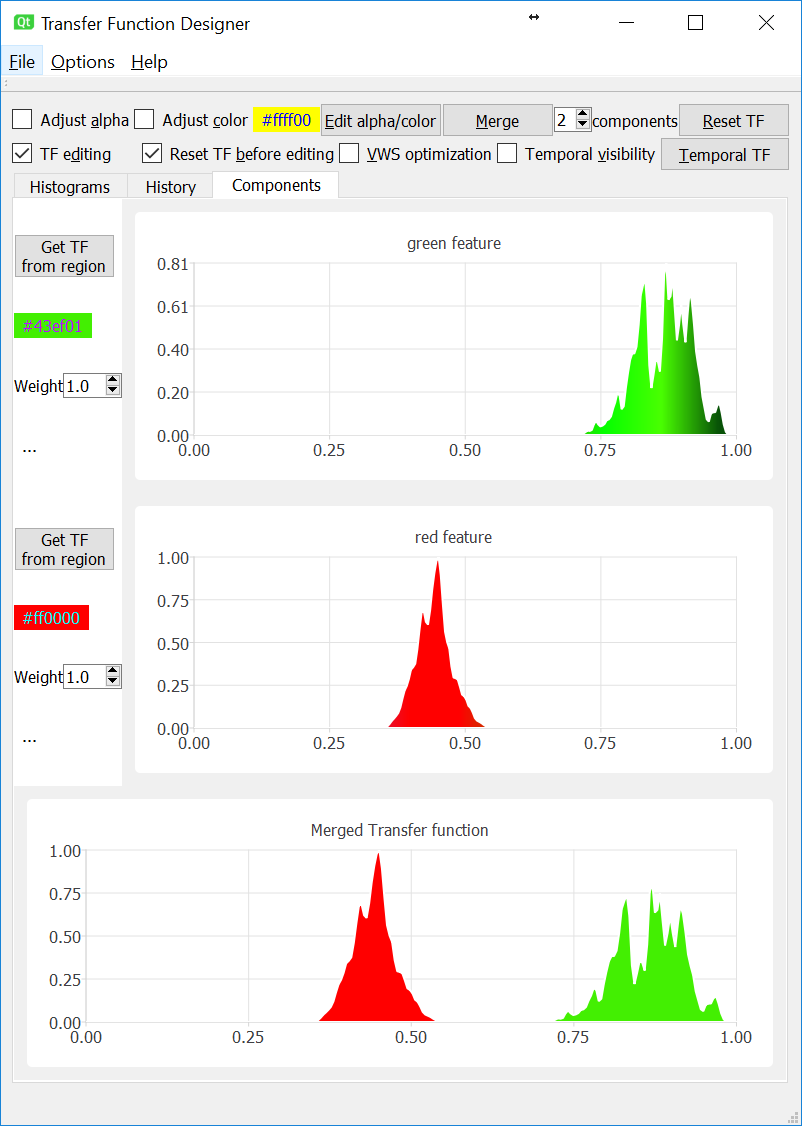 Qt Transfer Function Designer
File Options Help
Adjust alpha Adjust color #ffff00 Edit alpha/color Merge 2 components Reset TF
TF editing Reset TF before editing VWS optimization Temporal visibility Temporal TF
Histograms History Components
Get TF
from region
#43ef01
Weight 1.0
...
green feature
0.81
0.61
0.40
0.20
0.00
0.00 0.25 0.50 0.75 1.00
Get TF
from region
#ff0000
Weight 1.0
...
red feature
1.00
0.75
0.50
0.25
0.00
0.00 0.25 0.50 0.75 1.00
Merged Transfer function
1.00
0.75
0.50
0.25
0.00
0.00 0.25 0.50 0.75 1.00